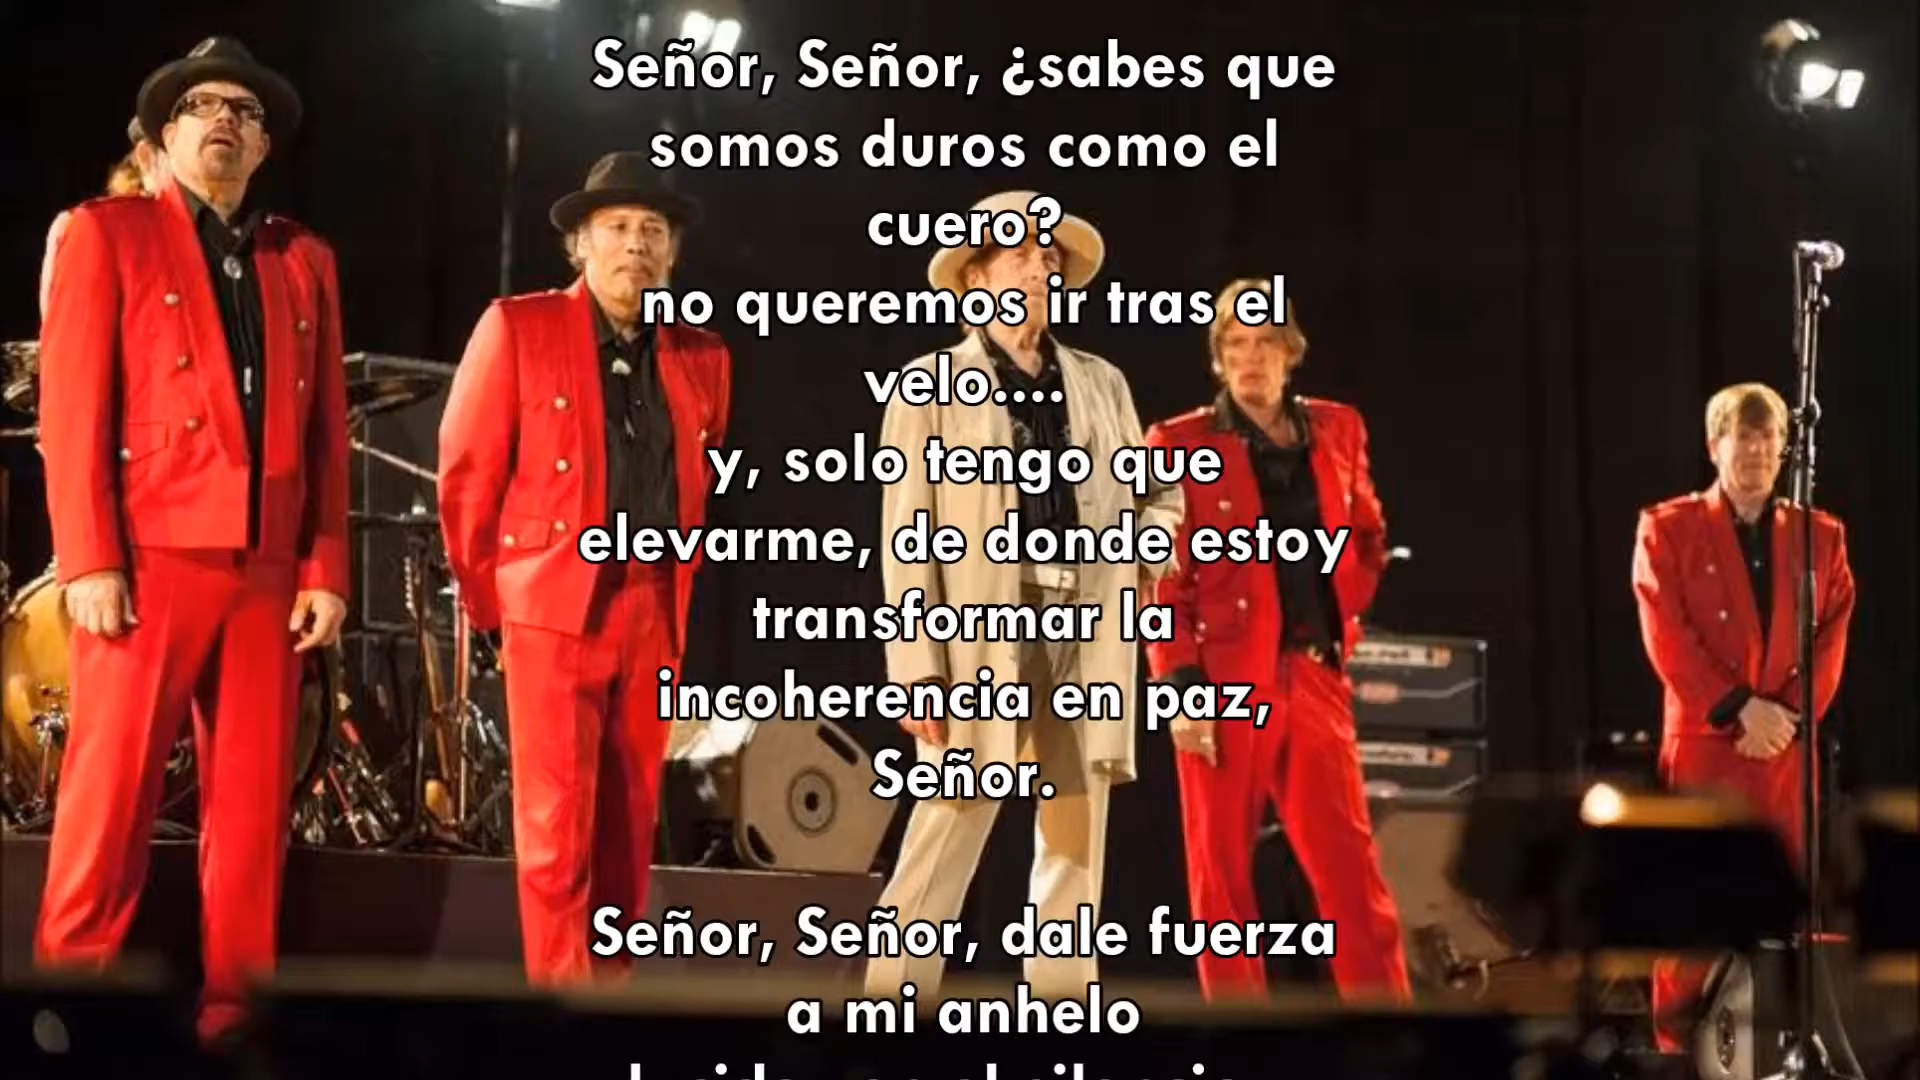 Señor, Señor, ¿sabes que
somos duros como el
cuero?
no queremos ir tras el
velo....
y, solo tengo que
elevarme, de donde estoy
transformar la
incoherencia en paz,
Señor.
Señor, Señor, dale fuerza
a mi anhelo